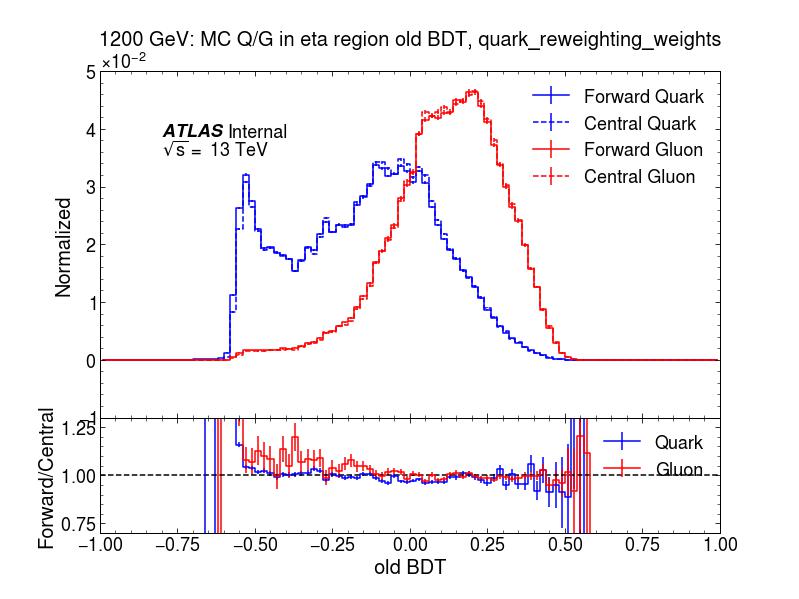 1200 GeV: MC Q/G in eta region old BDT, quark_reweighting_weights
×10⁻²
5
4
3
2
1
0
−1
Normalized
ATLAS Internal
√s = 13 TeV
Forward Quark
Central Quark
Forward Gluon
Central Gluon
1.25
1.00
0.75
Forward/Central
Quark
Gluon
−1.00 −0.75 −0.50 −0.25 0.00 0.25 0.50 0.75 1.00
old BDT